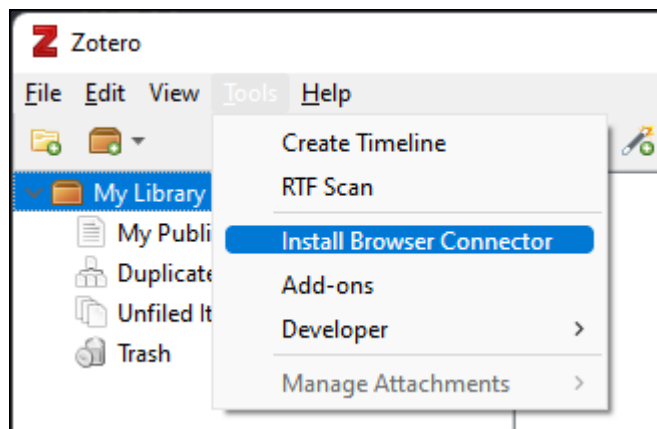 Zotero
File Edit View Tools Help
Create Timeline
RTF Scan
My Library
Install Browser Connector
My Publi
Duplicate
Add-ons
Unfiled It
Developer
Trash
Manage Attachments